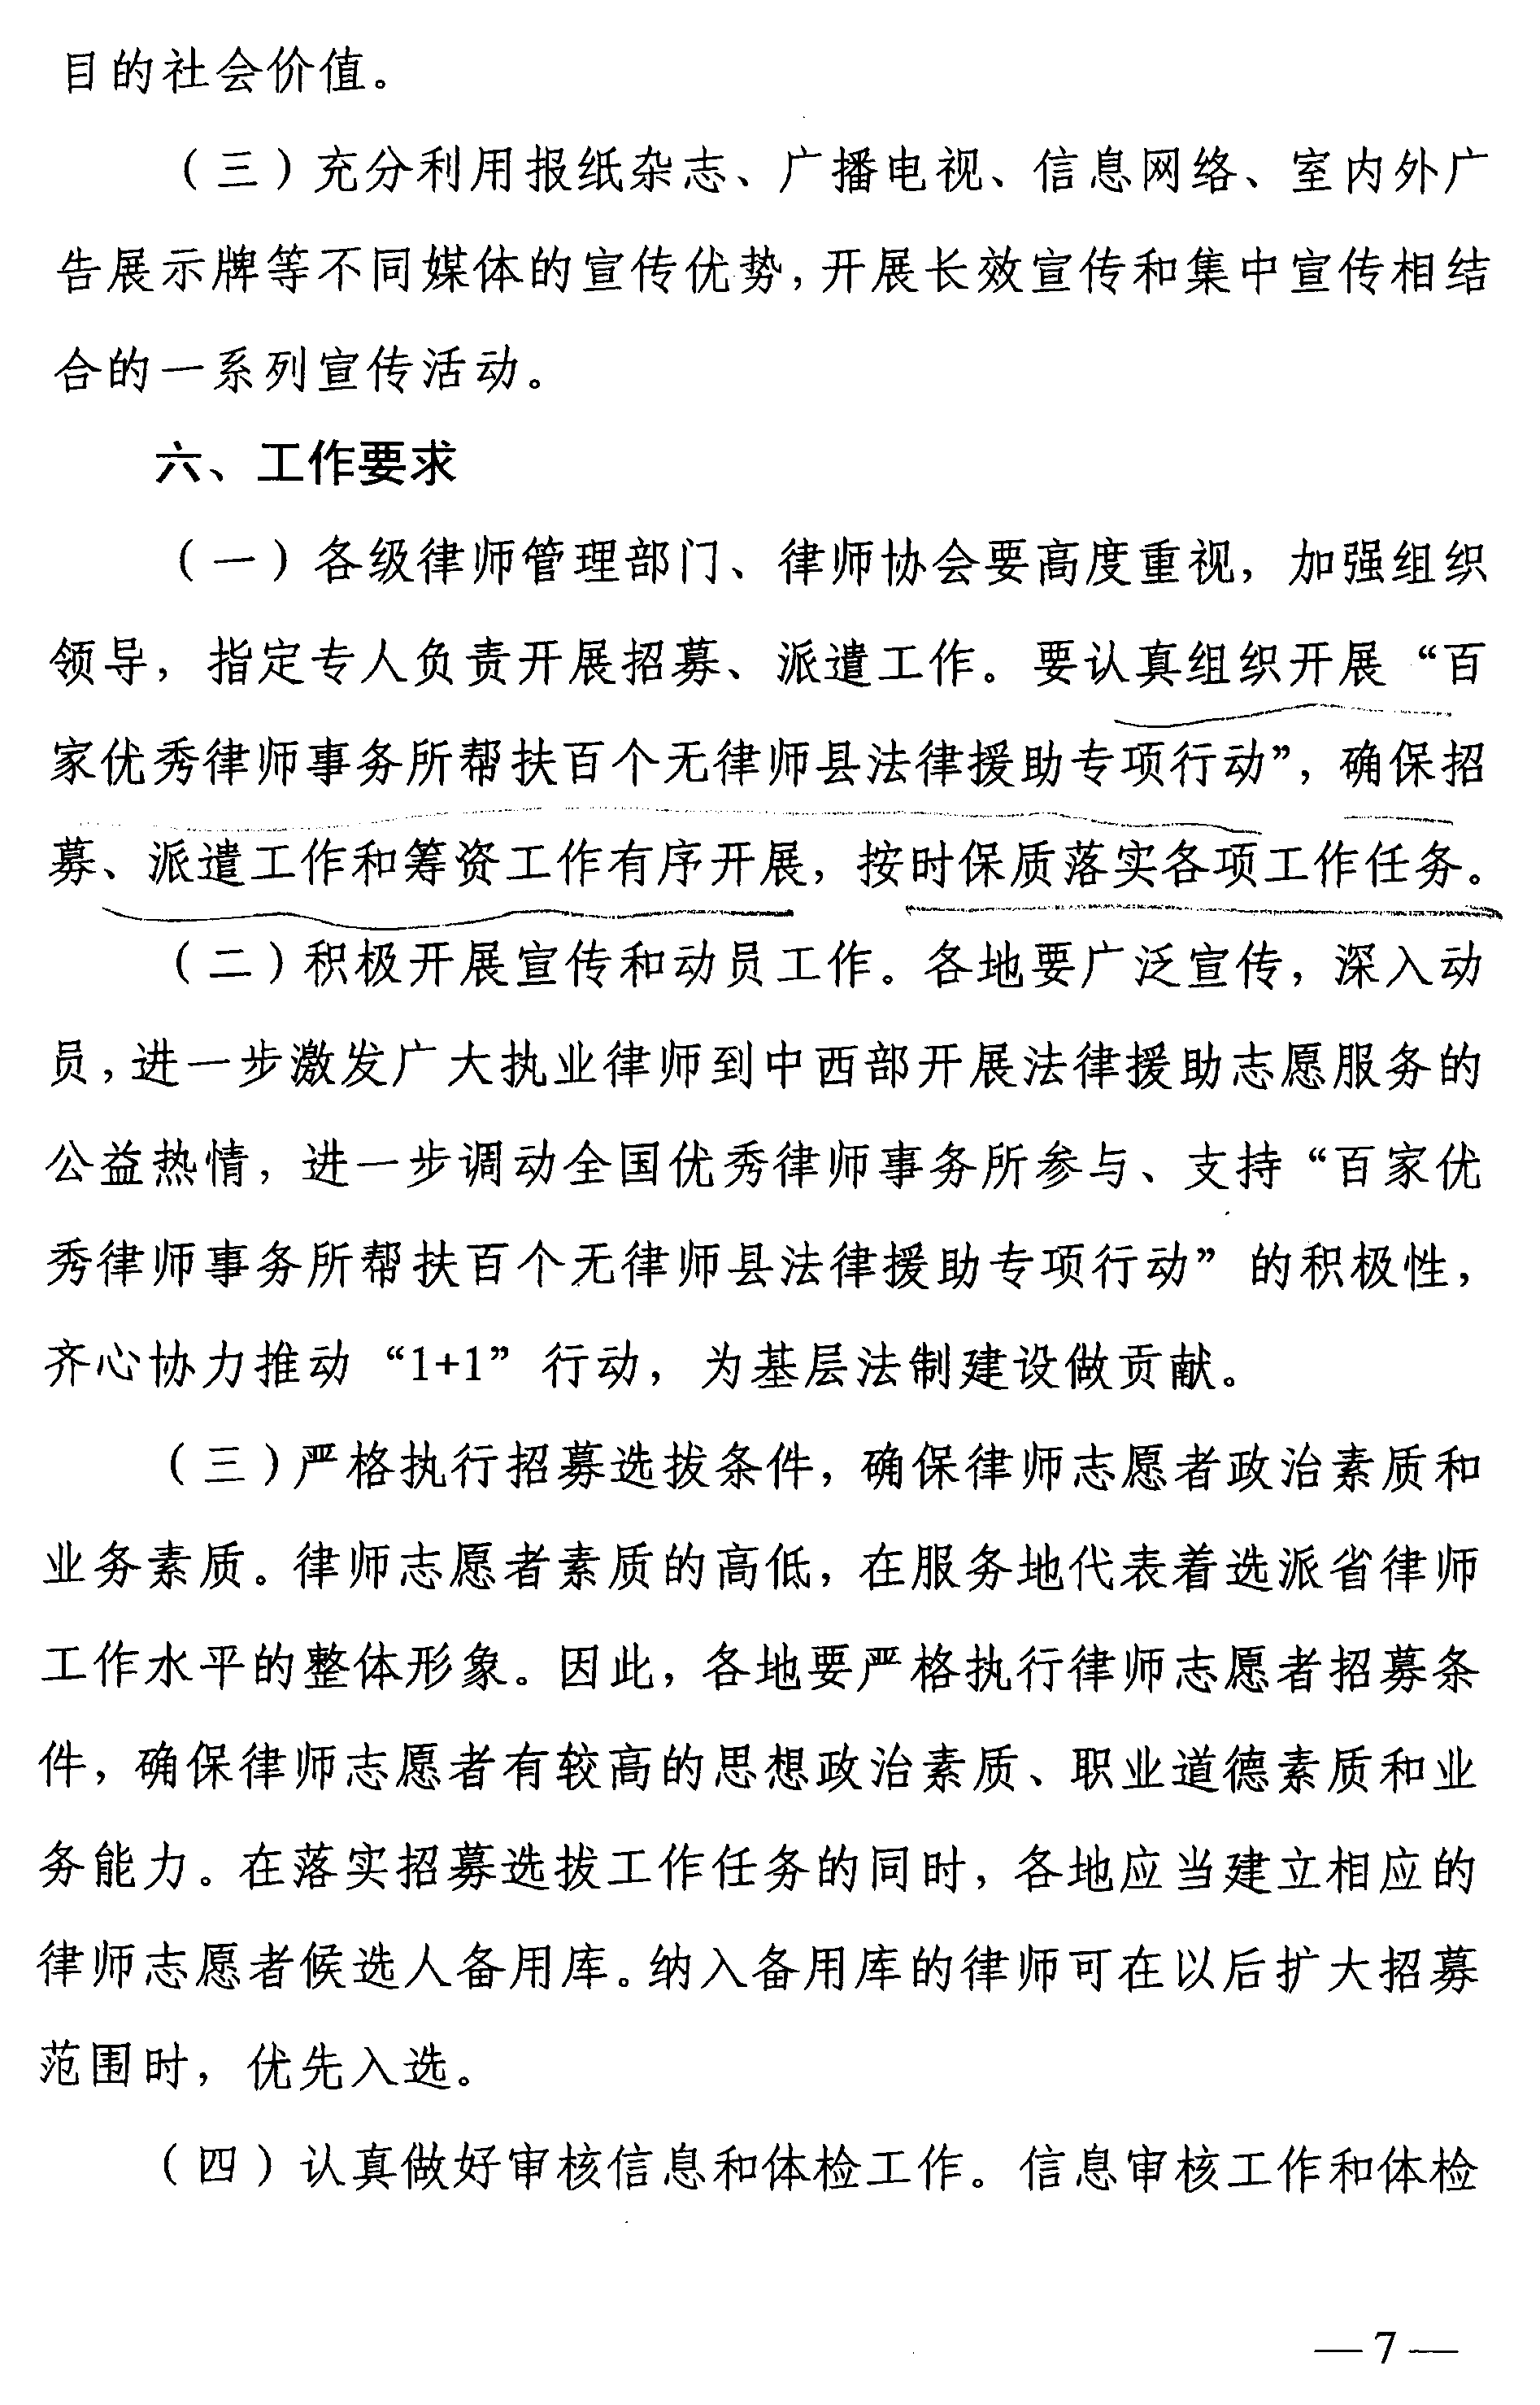 目的社会价值。
（三）充分利用报纸杂志、广播电视、信息网络、室内外广
告展示牌等不同媒体的宣传优势，开展长效宣传和集中宣传相结
合的一系列宣传活动。
六、工作要求
（一）各级律师管理部门、律师协会要高度重视，加强组织
领导，指定专人负责开展招募、派遣工作。要认真组织开展“百
家优秀律师事务所帮扶百个无律师县法律援助专项行动”，确保招
募、派遣工作和筹资工作有序开展，按时保质落实各项工作任务。
（二）积极开展宣传和动员工作。各地要广泛宣传，深入动
员，进一步激发广大执业律师到中西部开展法律援助志愿服务的
公益热情，进一步调动全国优秀律师事务所参与、支持“百家优
秀律师事务所帮扶百个无律师县法律援助专项行动”的积极性，
齐心协力推动“1+1”行动，为基层法制建设做贡献。
（三）严格执行招募选拔条件，确保律师志愿者政治素质和
业务素质。律师志愿者素质的高低，在服务地代表着选派省律师
工作水平的整体形象。因此，各地要严格执行律师志愿者招募条
件，确保律师志愿者有较高的思想政治素质、职业道德素质和业
务能力。在落实招募选拔工作任务的同时，各地应当建立相应的
律师志愿者候选人备用库。纳入备用库的律师可在以后扩大招募
范围时，优先入选。
（四）认真做好审核信息和体检工作。信息审核工作和体检
—7—